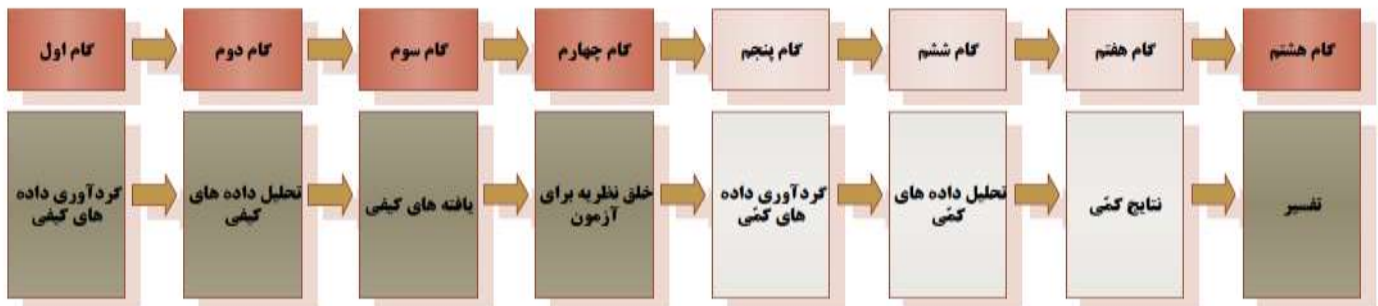 گام اول
گام دوم
گام سوم
گام چهارم
گام پنجم
گام ششم
گام هفتم
گام هشتم
گردآوری داده
های کیفی
تحلیل داده های
کیفی
یافته های کیفی
خلق نظریه برای
آزمون
گردآوری داده
های کمّی
تحلیل داده های
کمّی
نتایج کمّی
تفسیر